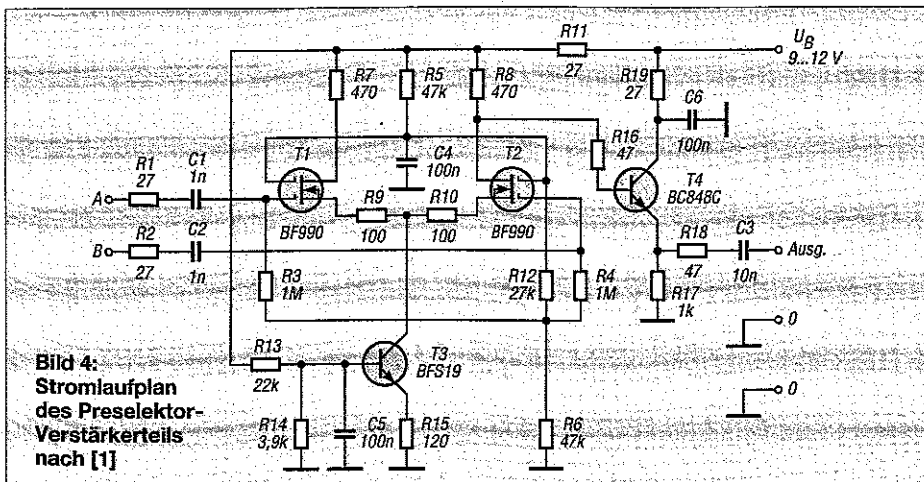 R11
27
U_B
9...12 V
R7
470
R5
47k
R8
470
R19
27
C6
100n
R16
47
T1
C4
100n
T2
T4
BC848C
R1
27
C1
1n
A
BF990
R9
100
R10
100
BF990
B
R2
27
C2
1n
R18
47
C3
10n
Ausg.
R3
1M
R12
27k
R4
1M
R17
1k
0
R13
22k
T3
BFS19
0
R14
3,9k
C5
100n
R15
120
R6
47k
Bild 4:
Stromlaufplan
des Preselektor-
Verstärkerteils
nach [1]